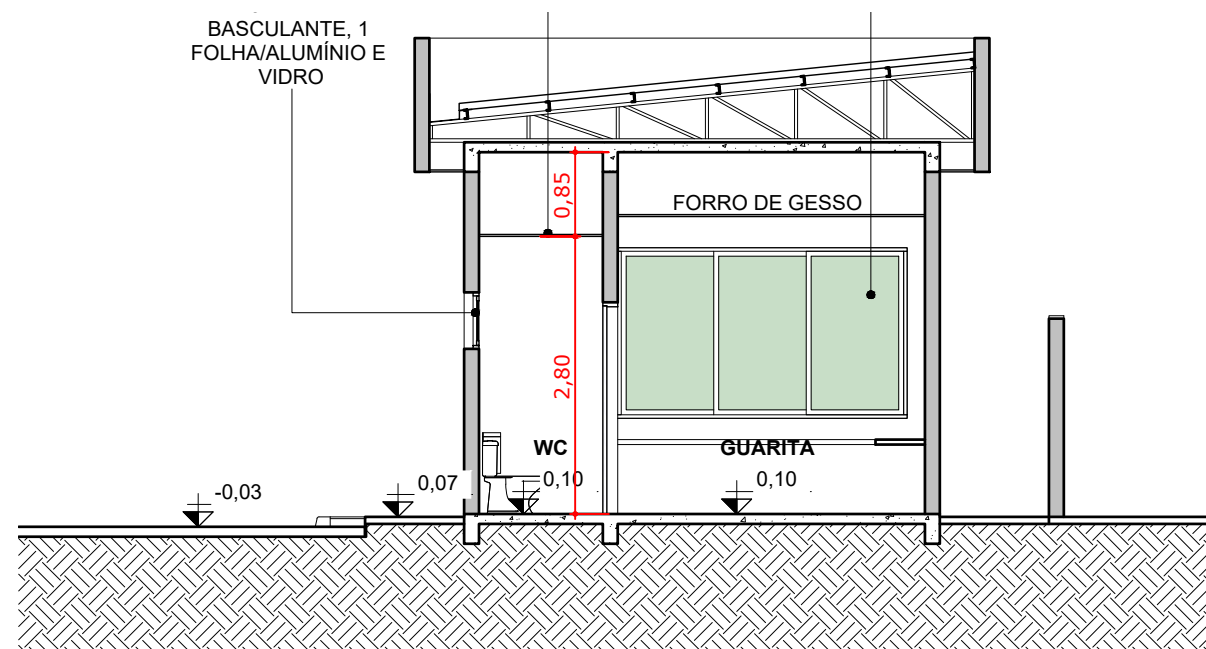 BASCULANTE, 1
FOLHA/ALUMÍNIO E
VIDRO
0,85
FORRO DE GESSO
2,80
WC
GUARITA
-0,03
0,07
0,10
0,10